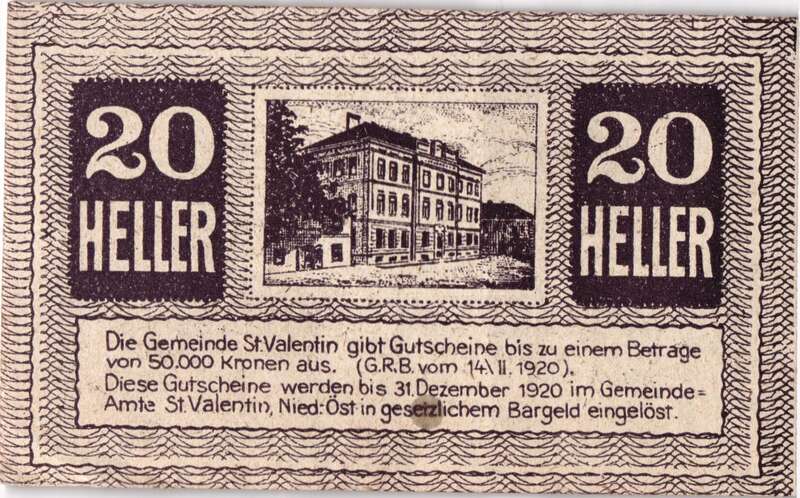 20
HELLER
20
HELLER
Die Gemeinde St.Valentin gibt Gutscheine bis zu einem Betrage
von 50.000 Kronen aus. (G.R.B. vom 14.II. 1920).
Diese Gutscheine werden bis 31.Dezember 1920 im Gemeinde=
Amte St.Valentin, Nied:Öst in gesetzlichem Bargeld eingelöst.